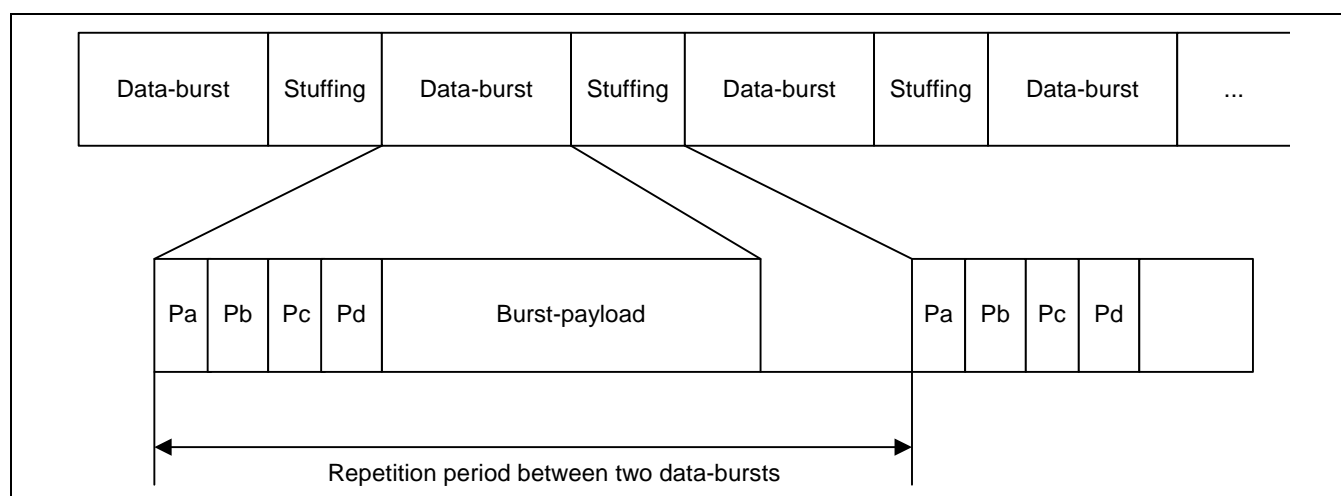 Data-burst Stuffing Data-burst Stuffing Data-burst Stuffing Data-burst ...
Pa Pb Pc Pd Burst-payload Pa Pb Pc Pd
Repetition period between two data-bursts